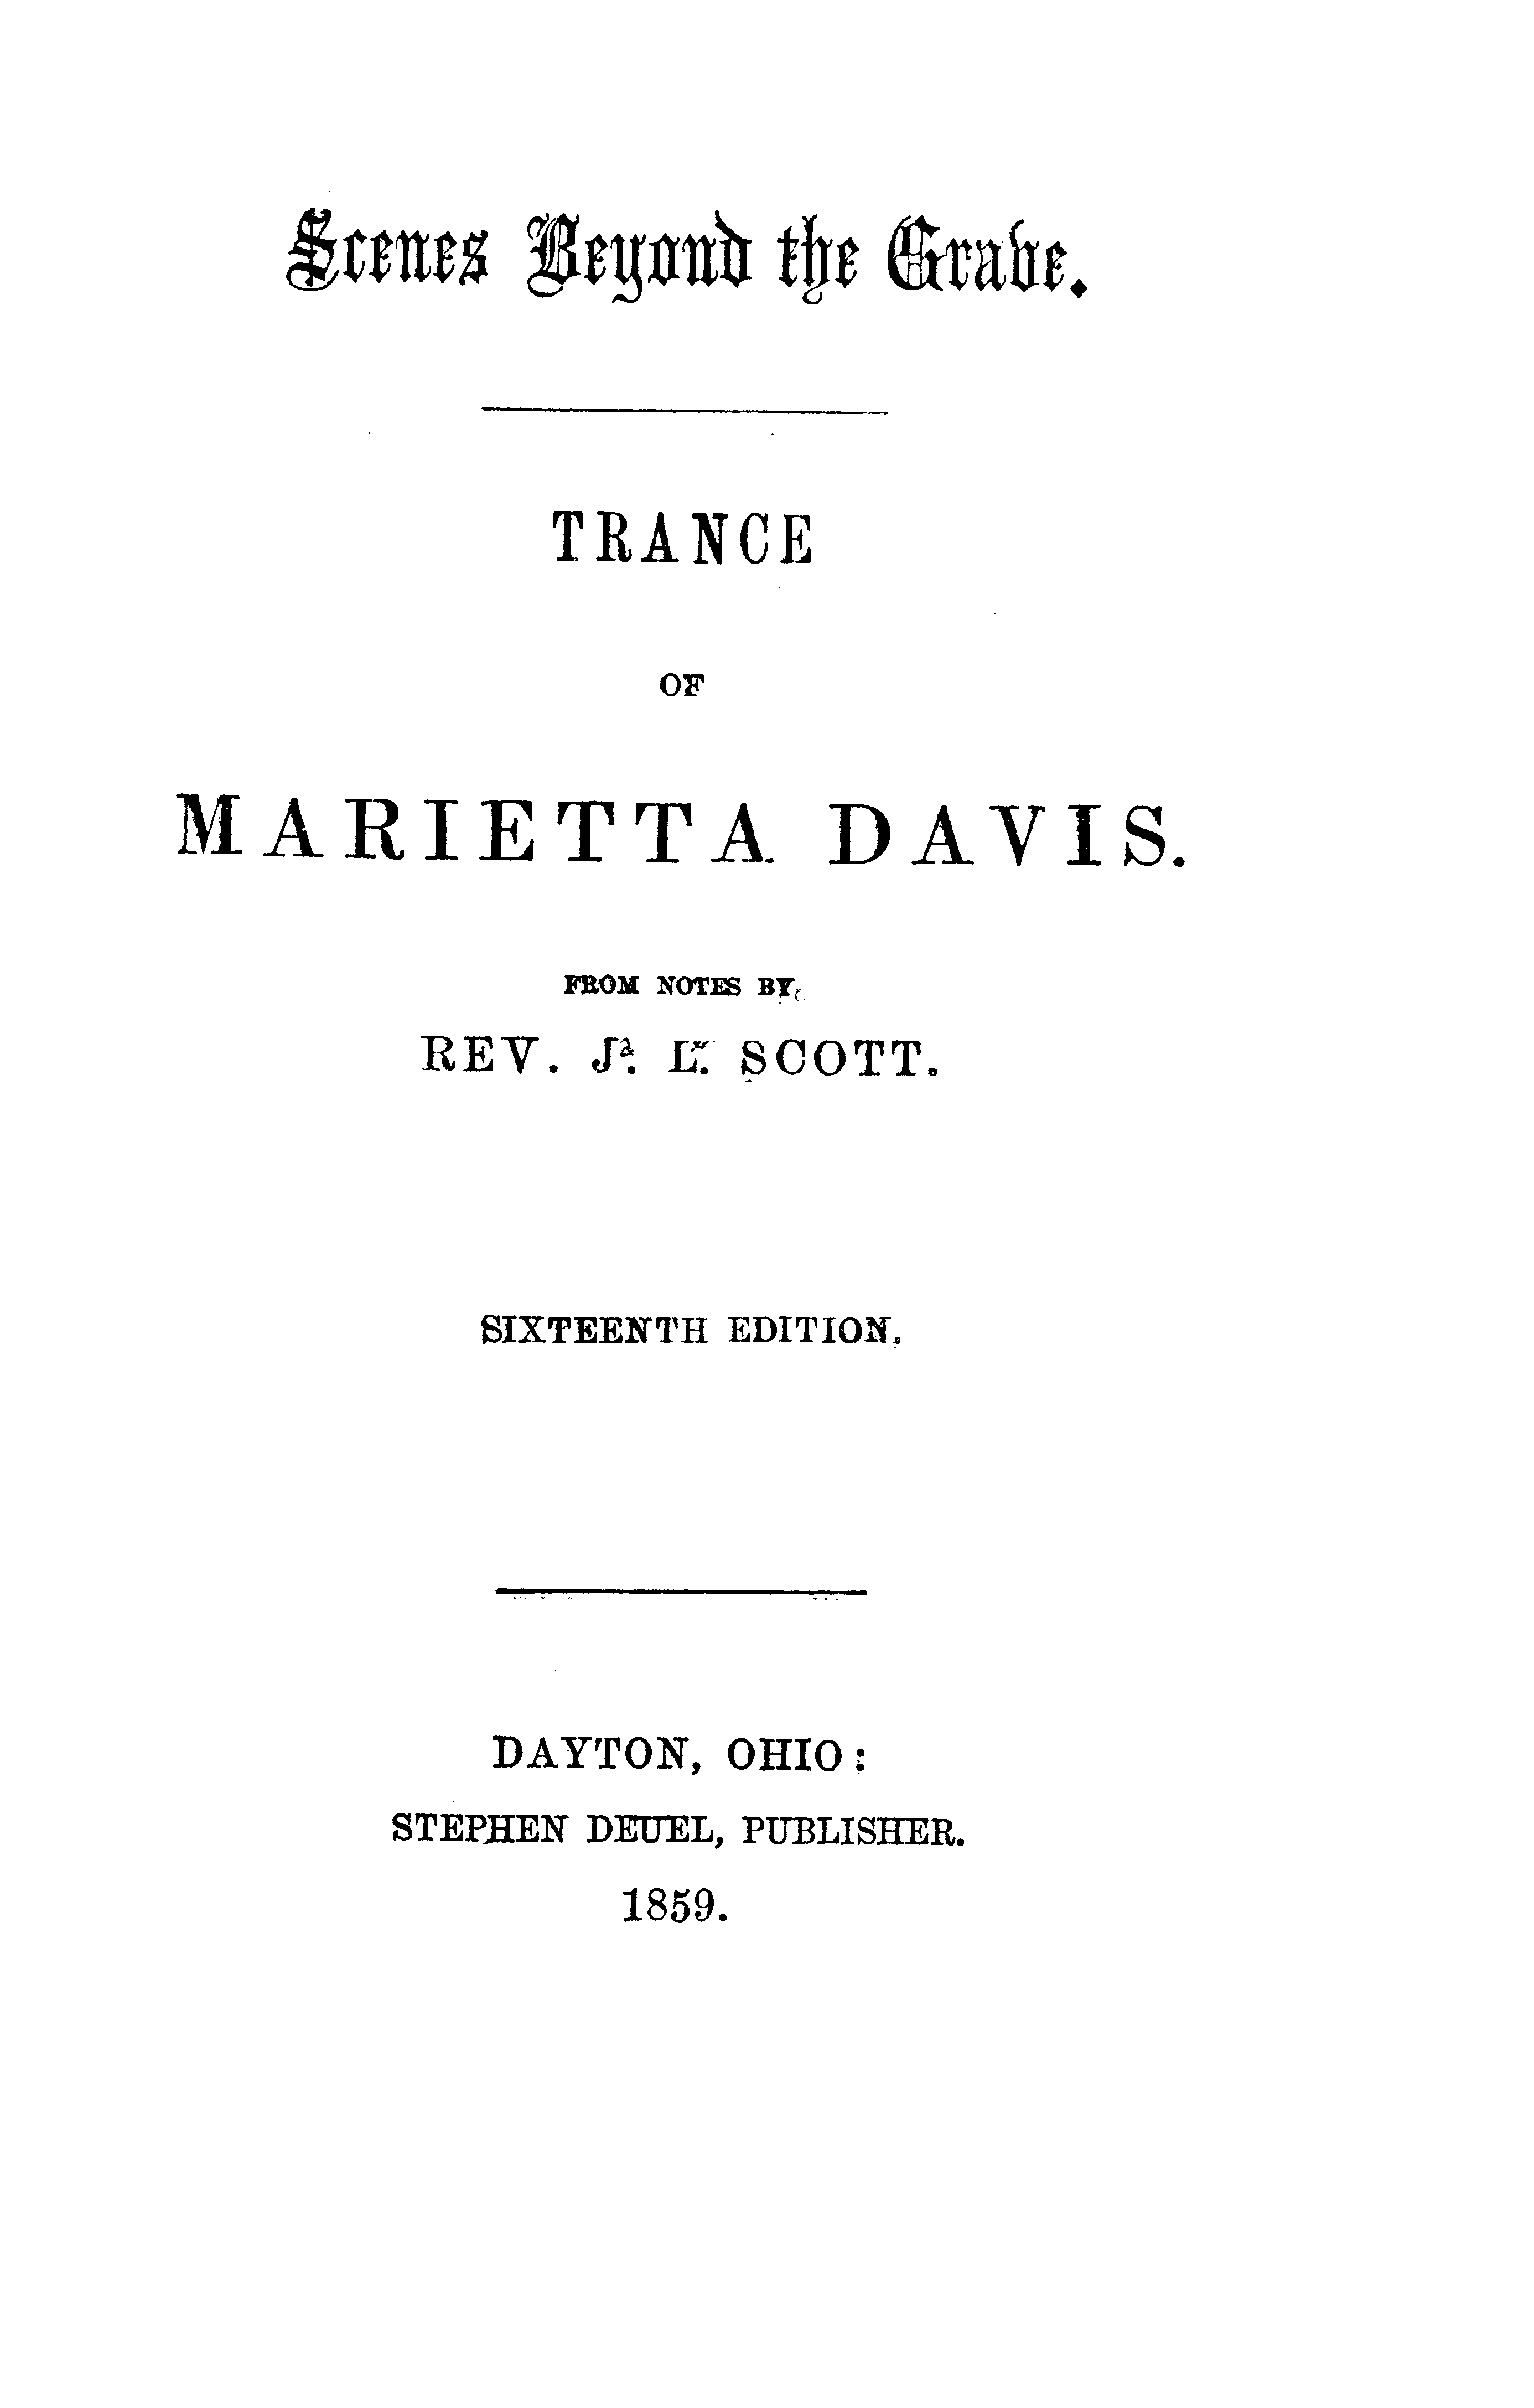 Scenes Beyond the Grave.
TRANCE
OF
MARIETTA DAVIS.
FROM NOTES BY
REV. J. L. SCOTT.
SIXTEENTH EDITION.
DAYTON, OHIO:
STEPHEN DEUEL, PUBLISHER.
1859.